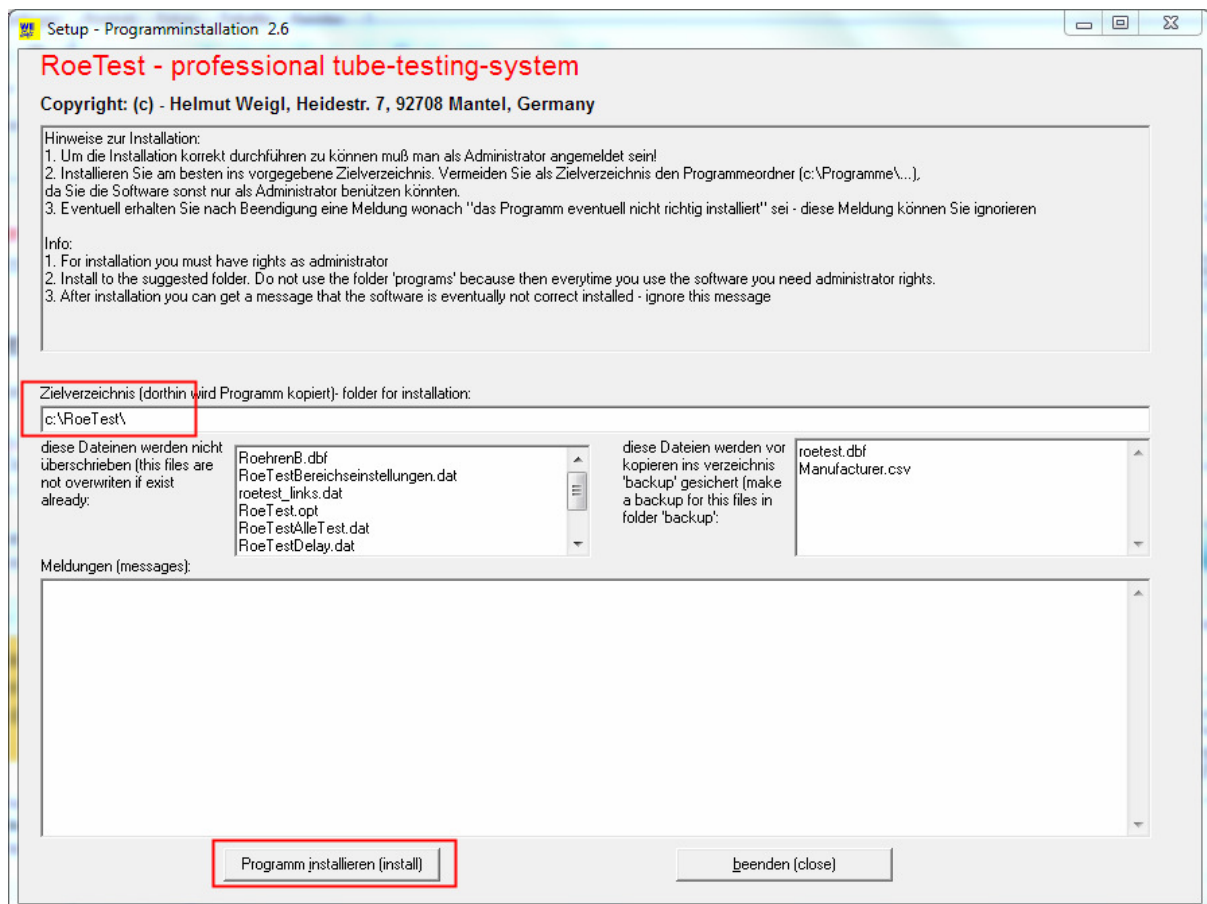 Setup - Programminstallation 2.6
RoeTest - professional tube-testing-system
Copyright: (c) - Helmut Weigl, Heidestr. 7, 92708 Mantel, Germany
Hinweise zur Installation:
1. Um die Installation korrekt durchführen zu können muß man als Administrator angemeldet sein!
2. Installieren Sie am besten ins vorgegebene Zielverzeichnis. Vermeiden Sie als Zielverzeichnis den Programmeordner (c:\Programme\...),
da Sie die Software sonst nur als Administrator benützen könnten.
3. Eventuell erhalten Sie nach Beendigung eine Meldung wonach "das Programm eventuell nicht richtig installiert" sei - diese Meldung können Sie ignorieren
Info:
1. For installation you must have rights as administrator
2. Install to the suggested folder. Do not use the folder 'programs' because then everytime you use the software you need administrator rights.
3. After installation you can get a message that the software is eventually not correct installed - ignore this message
Zielverzeichnis (dorthin wird Programm kopiert)- folder for installation:
c:\RoeTest\
diese Dateinen werden nicht
überschrieben (this files are
not overwriten if exist
already:
RoehrenB.dbf
RoeTestBereichseinstellungen.dat
roetest_links.dat
RoeTest.opt
RoeTestAlleTest.dat
RoeTestDelay.dat
diese Dateien werden vor
kopieren ins verzeichnis
'backup' gesichert (make
a backup for this files in
folder 'backup':
roetest.dbf
Manufacturer.csv
Meldungen (messages):
Programm installieren (install)
beenden (close)